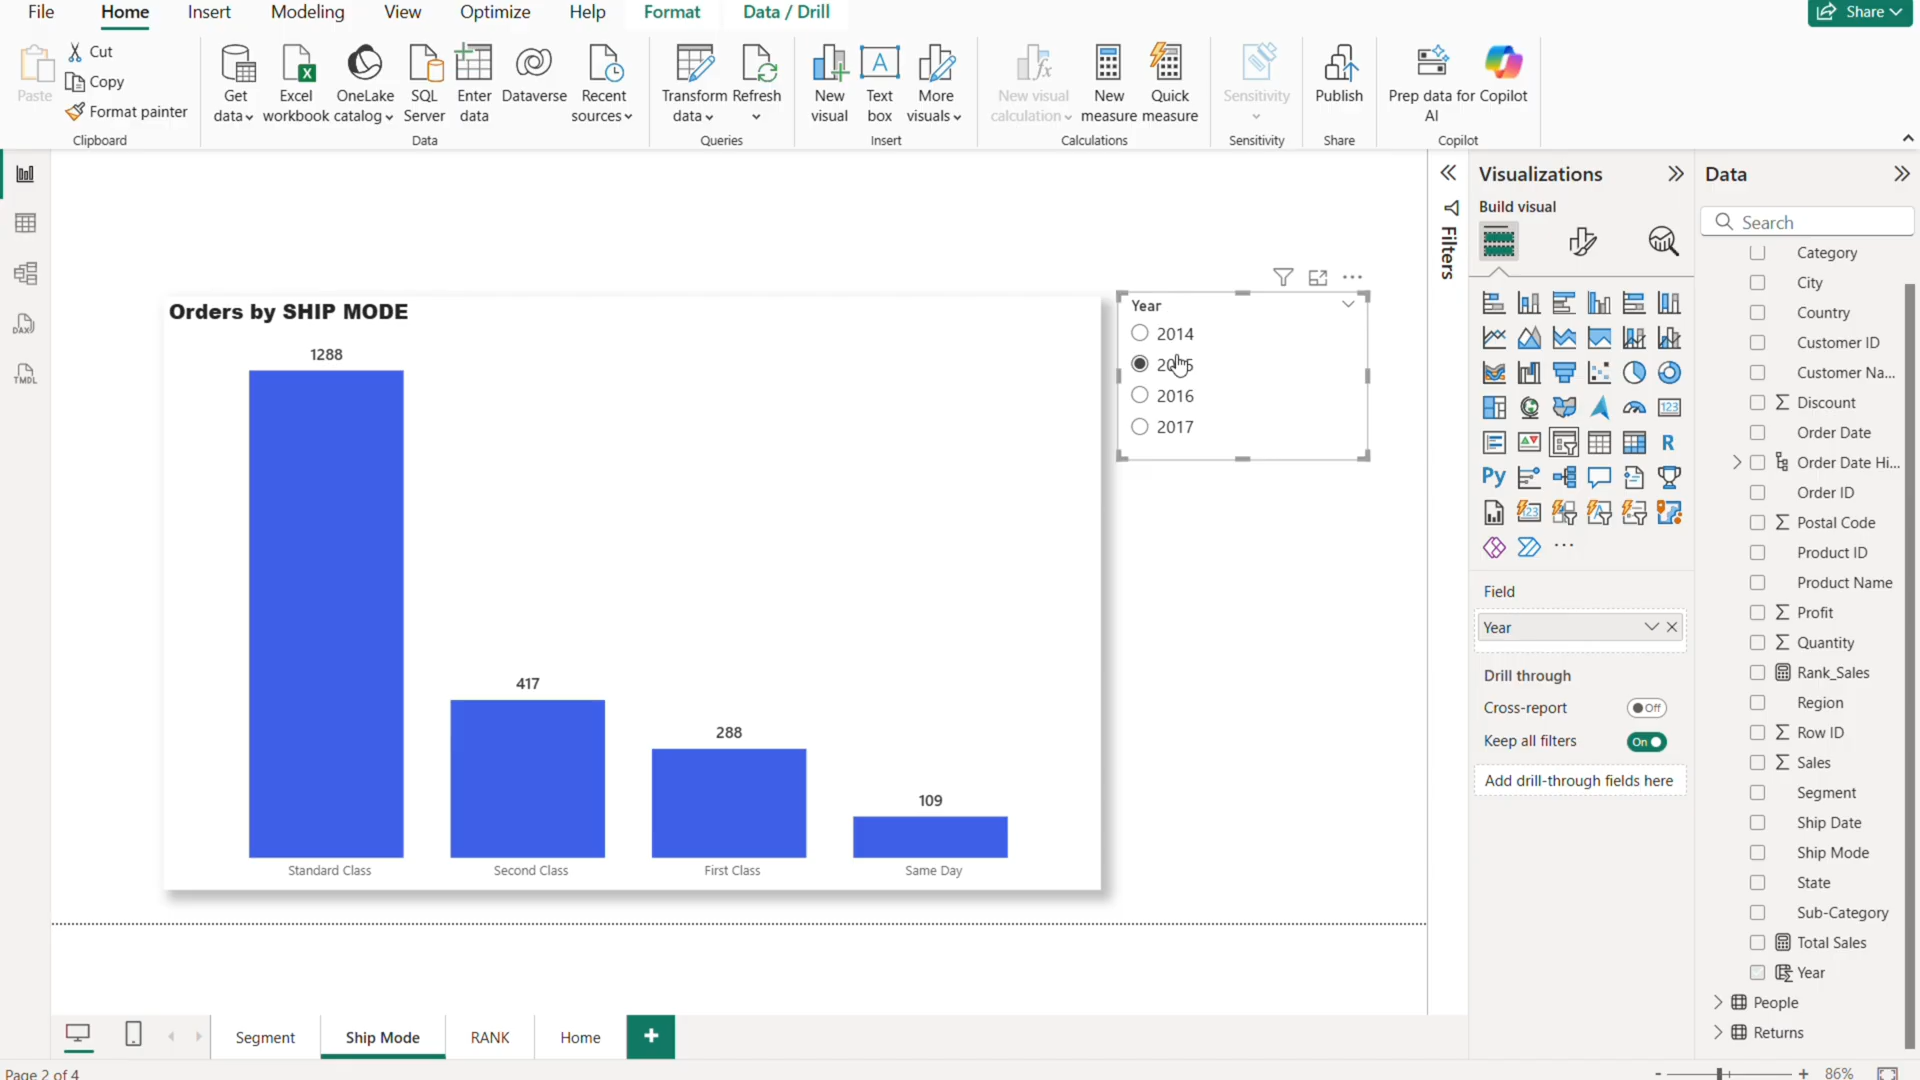 File Home Insert Modeling View Optimize Help Format Data / Drill Share
Paste
Cut
Copy
Format painter
Clipboard
Get data
Excel workbook
OneLake catalog
SQL Server
Enter data
Dataverse
Recent sources
Data
Transform data
Refresh
Queries
New visual
Text box
More visuals
Insert
New visual calculation
New measure
Quick measure
Calculations
Sensitivity
Sensitivity
Publish
Share
Prep data for AI
Copilot
Copilot
DAX
TMDL
Orders by SHIP MODE
1288
417
288
109
Standard Class
Second Class
First Class
Same Day
Year
2014
2016
2017
Filters
Visualizations
Build visual
123
R
Py
123
Field
Year
Drill through
Cross-report Off
Keep all filters On
Add drill-through fields here
Data
Search
Category
City
Country
Customer ID
Customer Na...
Discount
Order Date
Order Date Hi...
Order ID
Postal Code
Product ID
Product Name
Profit
Quantity
Rank_Sales
Region
Row ID
Sales
Segment
Ship Date
Ship Mode
State
Sub-Category
Total Sales
Year
People
Returns
Segment
Ship Mode
RANK
Home
Page 2 of 4
86%